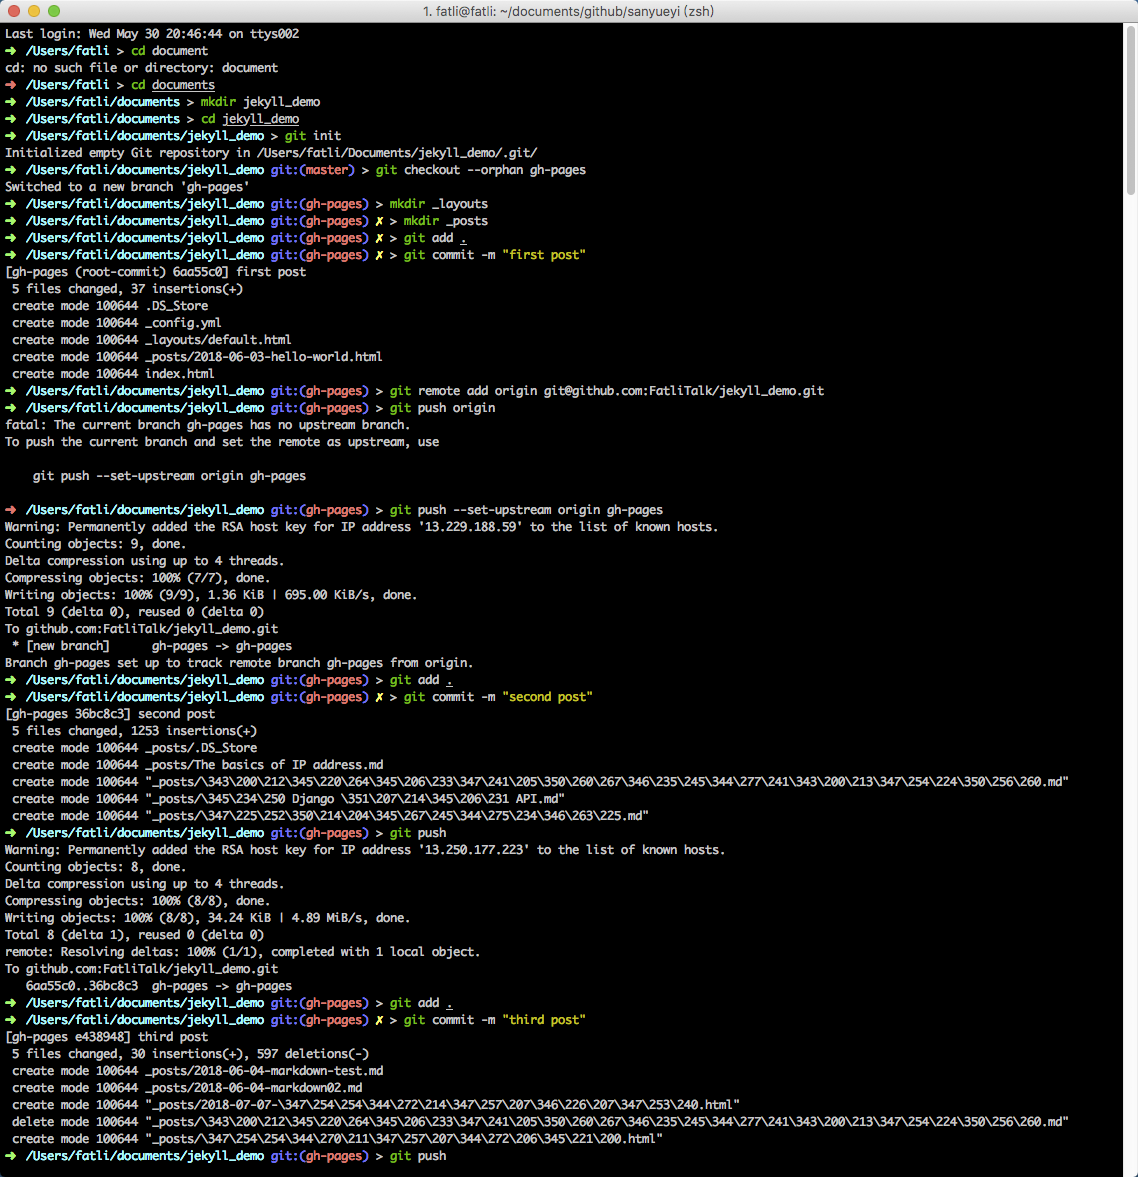 1. fatli@fatli: ~/documents/github/sanyueyi (zsh)
Last login: Wed May 30 20:46:44 on ttys002
➜ /Users/fatli > cd document
cd: no such file or directory: document
➜ /Users/fatli > cd documents
➜ /Users/fatli/documents > mkdir jekyll_demo
➜ /Users/fatli/documents > cd jekyll_demo
➜ /Users/fatli/documents/jekyll_demo > git init
Initialized empty Git repository in /Users/fatli/Documents/jekyll_demo/.git/
➜ /Users/fatli/documents/jekyll_demo git:(master) > git checkout --orphan gh-pages
Switched to a new branch 'gh-pages'
➜ /Users/fatli/documents/jekyll_demo git:(gh-pages) > mkdir _layouts
➜ /Users/fatli/documents/jekyll_demo git:(gh-pages) ✗ > mkdir _posts
➜ /Users/fatli/documents/jekyll_demo git:(gh-pages) ✗ > git add .
➜ /Users/fatli/documents/jekyll_demo git:(gh-pages) ✗ > git commit -m "first post"
[gh-pages (root-commit) 6aa55c0] first post
5 files changed, 37 insertions(+)
create mode 100644 .DS_Store
create mode 100644 _config.yml
create mode 100644 _layouts/default.html
create mode 100644 _posts/2018-06-03-hello-world.html
create mode 100644 index.html
➜ /Users/fatli/documents/jekyll_demo git:(gh-pages) > git remote add origin git@github.com:FatliTalk/jekyll_demo.git
➜ /Users/fatli/documents/jekyll_demo git:(gh-pages) > git push origin
fatal: The current branch gh-pages has no upstream branch.
To push the current branch and set the remote as upstream, use
git push --set-upstream origin gh-pages
➜ /Users/fatli/documents/jekyll_demo git:(gh-pages) > git push --set-upstream origin gh-pages
Warning: Permanently added the RSA host key for IP address '13.229.188.59' to the list of known hosts.
Counting objects: 9, done.
Delta compression using up to 4 threads.
Compressing objects: 100% (7/7), done.
Writing objects: 100% (9/9), 1.36 KiB | 695.00 KiB/s, done.
Total 9 (delta 0), reused 0 (delta 0)
To github.com:FatliTalk/jekyll_demo.git
* [new branch] gh-pages -> gh-pages
Branch gh-pages set up to track remote branch gh-pages from origin.
➜ /Users/fatli/documents/jekyll_demo git:(gh-pages) > git add .
➜ /Users/fatli/documents/jekyll_demo git:(gh-pages) ✗ > git commit -m "second post"
[gh-pages 36bc8c3] second post
5 files changed, 1253 insertions(+)
create mode 100644 _posts/.DS_Store
create mode 100644 _posts/The basics of IP address.md
create mode 100644 "_posts/\343\200\212\345\220\264\345\206\233\347\241\205\350\260\267\346\235\245\344\277\241\343\200\213\347\254\224\350\256\260.md"
create mode 100644 "_posts/\345\234\250 Django \351\207\214\345\206\231 API.md"
create mode 100644 "_posts/\347\225\252\350\214\204\345\267\245\344\275\234\346\263\225.md"
➜ /Users/fatli/documents/jekyll_demo git:(gh-pages) > git push
Warning: Permanently added the RSA host key for IP address '13.250.177.223' to the list of known hosts.
Counting objects: 8, done.
Delta compression using up to 4 threads.
Compressing objects: 100% (8/8), done.
Writing objects: 100% (8/8), 34.24 KiB | 4.89 MiB/s, done.
Total 8 (delta 1), reused 0 (delta 0)
remote: Resolving deltas: 100% (1/1), completed with 1 local object.
To github.com:FatliTalk/jekyll_demo.git
6aa55c0..36bc8c3 gh-pages -> gh-pages
➜ /Users/fatli/documents/jekyll_demo git:(gh-pages) > git add .
➜ /Users/fatli/documents/jekyll_demo git:(gh-pages) ✗ > git commit -m "third post"
[gh-pages e438948] third post
5 files changed, 30 insertions(+), 597 deletions(-)
create mode 100644 _posts/2018-06-04-markdown-test.md
create mode 100644 _posts/2018-06-04-markdown02.md
create mode 100644 "_posts/2018-07-07-\347\254\254\344\272\214\347\257\207\346\226\207\347\253\240.html"
delete mode 100644 "_posts/\343\200\212\345\220\264\345\206\233\347\241\205\350\260\267\346\235\245\344\277\241\343\200\213\347\254\224\350\256\260.md"
create mode 100644 "_posts/\347\254\254\344\270\211\347\257\207\344\272\206\345\221\200.html"
➜ /Users/fatli/documents/jekyll_demo git:(gh-pages) > git push